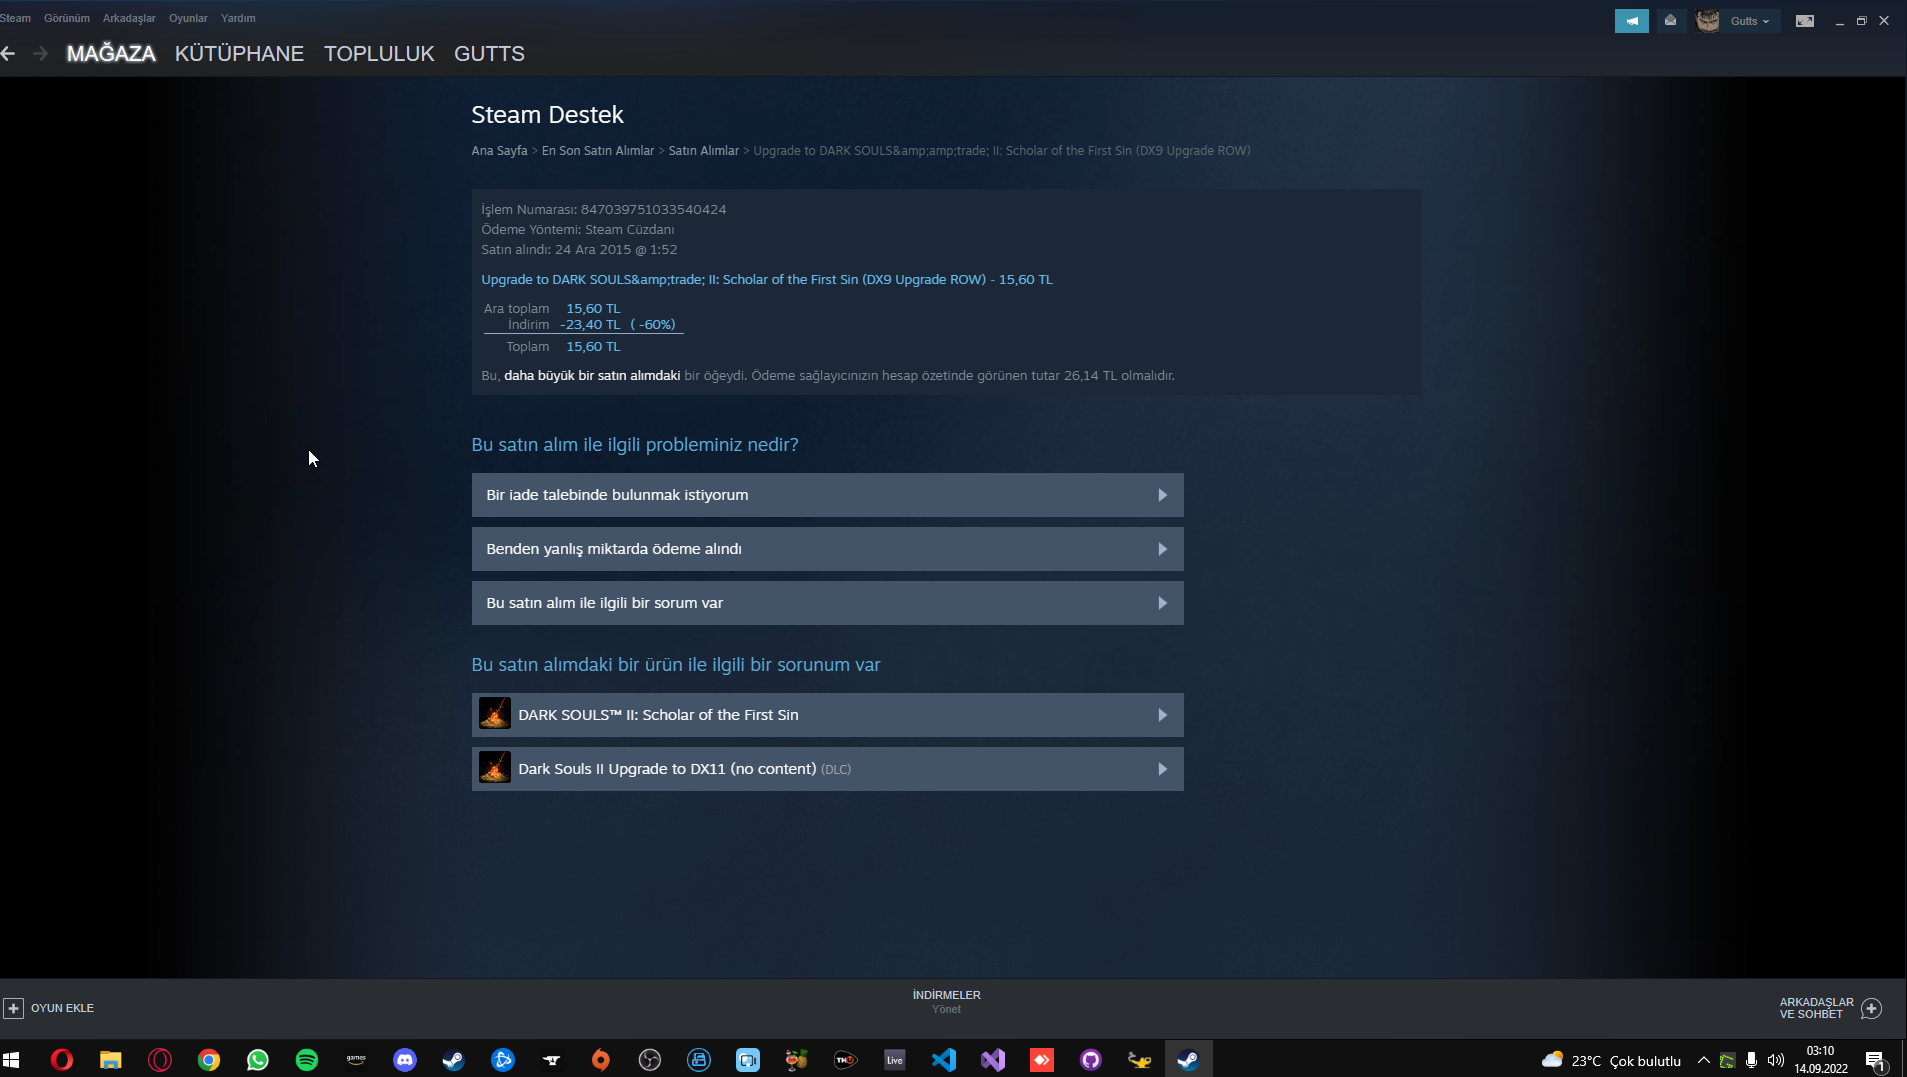 Steam Görünüm Arkadaşlar Oyunlar Yardım
Gutts
MAĞAZA KÜTÜPHANE TOPLULUK GUTTS
Steam Destek
Ana Sayfa > En Son Satın Alımlar > Satın Alımlar > Upgrade to DARK SOULS&amp;amp;trade; II: Scholar of the First Sin (DX9 Upgrade ROW)
İşlem Numarası: 847039751033540424
Ödeme Yöntemi: Steam Cüzdanı
Satın alındı: 24 Ara 2015 @ 1:52
Upgrade to DARK SOULS&amp;trade; II: Scholar of the First Sin (DX9 Upgrade ROW) - 15,60 TL
Ara toplam 15,60 TL
İndirim -23,40 TL ( -60%)
Toplam 15,60 TL
Bu, daha büyük bir satın alımdaki bir öğeydi. Ödeme sağlayıcınızın hesap özetinde görünen tutar 26,14 TL olmalıdır.
Bu satın alım ile ilgili probleminiz nedir?
Bir iade talebinde bulunmak istiyorum
Benden yanlış miktarda ödeme alındı
Bu satın alım ile ilgili bir sorum var
Bu satın alımdaki bir ürün ile ilgili bir sorunum var
DARK SOULS™ II: Scholar of the First Sin
Dark Souls II Upgrade to DX11 (no content) (DLC)
OYUN EKLE
İNDİRMELER
Yönet
ARKADAŞLAR
VE SOHBET
games
Live
23°C Çok bulutlu
03:10
14.09.2022
1